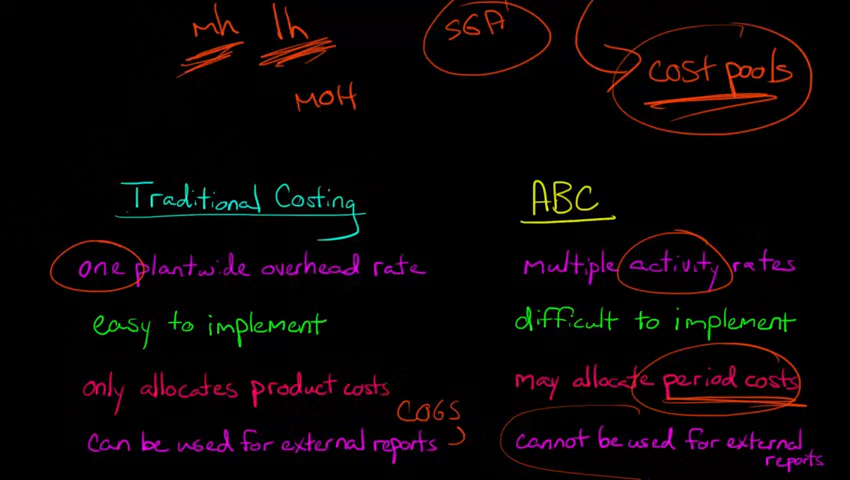 mh lh
SGA
cost pools
MOH
Traditional Costing
ABC
one plantwide overhead rate
multiple activity rates
easy to implement
difficult to implement
only allocates product costs
may allocate period costs
COGS
can be used for external reports
cannot be used for external
reports